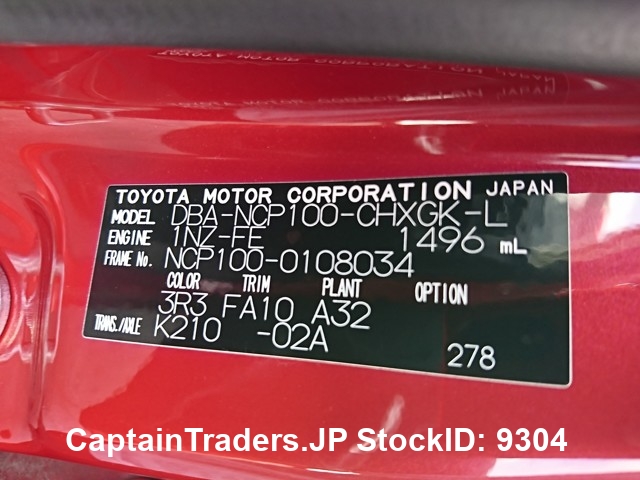 TOYOTA MOTOR CORPORATION JAPAN
MODEL DBA-NCP100-CHXGK-L
ENGINE 1NZ-FE 1496 mL
FRAME No. NCP100-0108034
COLOR TRIM PLANT OPTION
3R3 FA10 A32
TRANS./AXLE K210 -02A
278
CaptainTraders.JP StockID: 9304